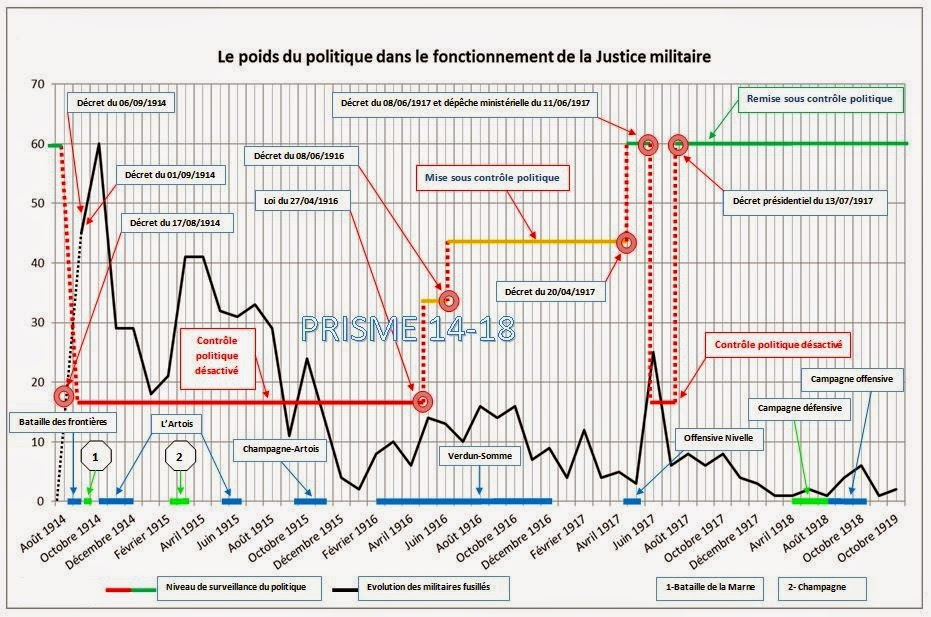 Le poids du politique dans le fonctionnement de la Justice militaire
70
60
50
40
30
20
10
0
Décret du 06/09/1914
Décret du 01/09/1914
Décret du 17/08/1914
Décret du 08/06/1917 et dépêche ministérielle du 11/06/1917
Remise sous contrôle politique
Décret du 08/06/1916
Loi du 27/04/1916
Mise sous contrôle politique
Décret présidentiel du 13/07/1917
Décret du 20/04/1917
PRISME 14-18
Contrôle
politique
désactivé
Contrôle politique désactivé
Campagne offensive
Campagne défensive
Bataille des frontières
L'Artois
1
2
Champagne-Artois
Verdun-Somme
Offensive Nivelle
Août 1914
Octobre 1914
Décembre 1914
Février 1915
Avril 1915
Juin 1915
Août 1915
Octobre 1915
Décembre 1915
Février 1916
Avril 1916
Juin 1916
Août 1916
Octobre 1916
Décembre 1916
Février 1917
Avril 1917
Juin 1917
Août 1917
Octobre 1917
Décembre 1917
Avril 1918
Août 1918
Octobre 1918
Octobre 1919
Niveau de surveillance du politique
Evolution des militaires fusillés
1-Bataille de la Marne
2- Champagne